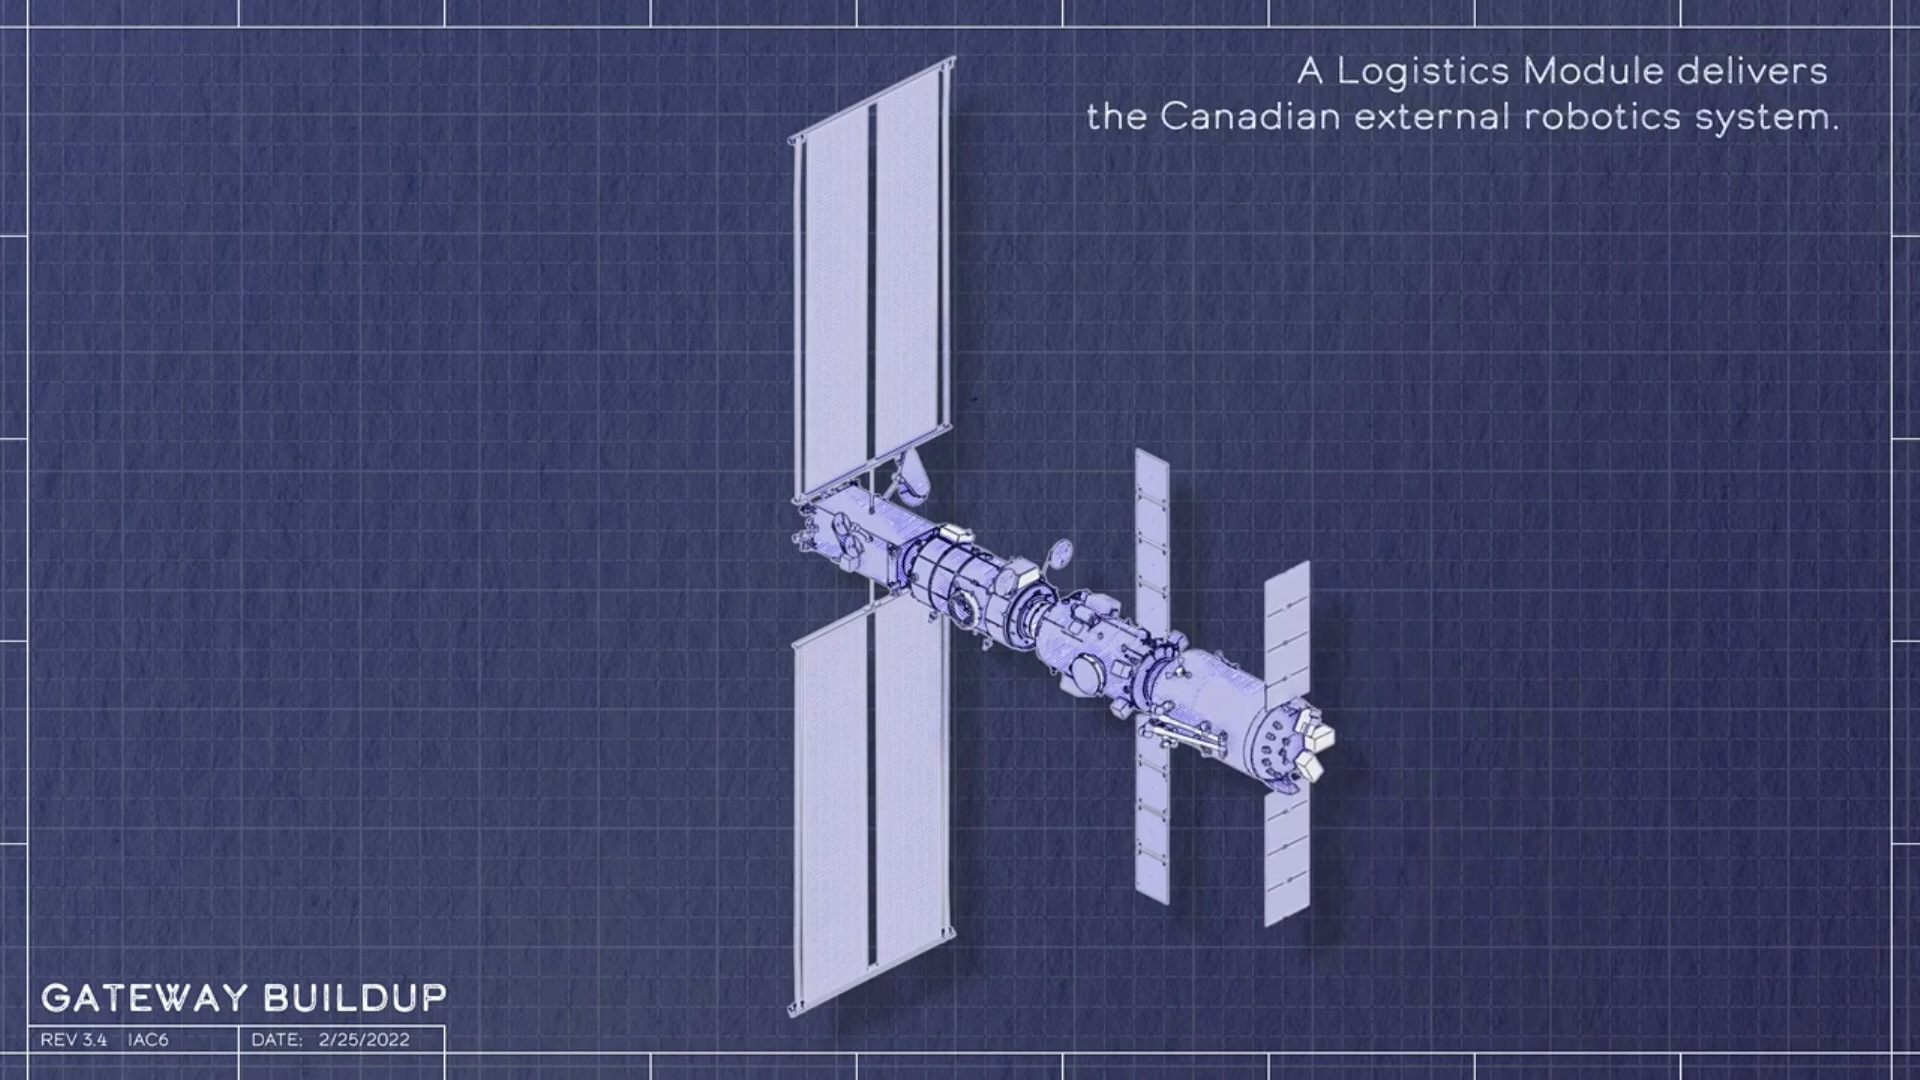 A Logistics Module delivers
the Canadian external robotics system.
GATEWAY BUILDUP
REV 3.4 IAC6 DATE: 2/25/2022